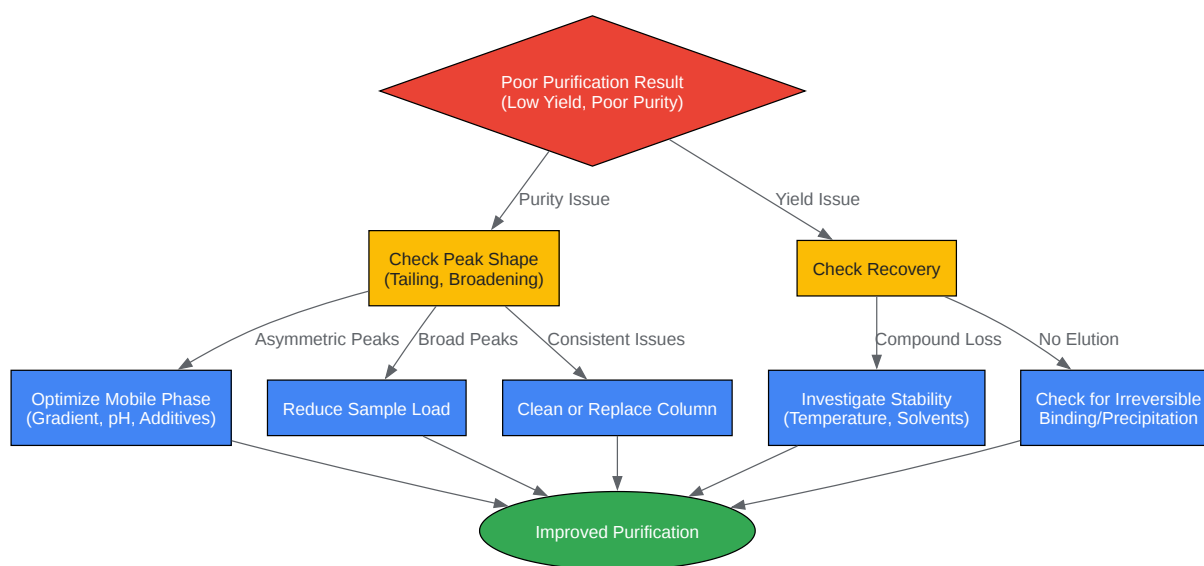 Poor Purification Result
(Low Yield, Poor Purity)
Purity Issue
Yield Issue
Check Peak Shape
(Tailing, Broadening)
Check Recovery
Asymmetric Peaks
Broad Peaks
Consistent Issues
Compound Loss
No Elution
Optimize Mobile Phase
(Gradient, pH, Additives)
Reduce Sample Load
Clean or Replace Column
Investigate Stability
(Temperature, Solvents)
Check for Irreversible
Binding/Precipitation
Improved Purification